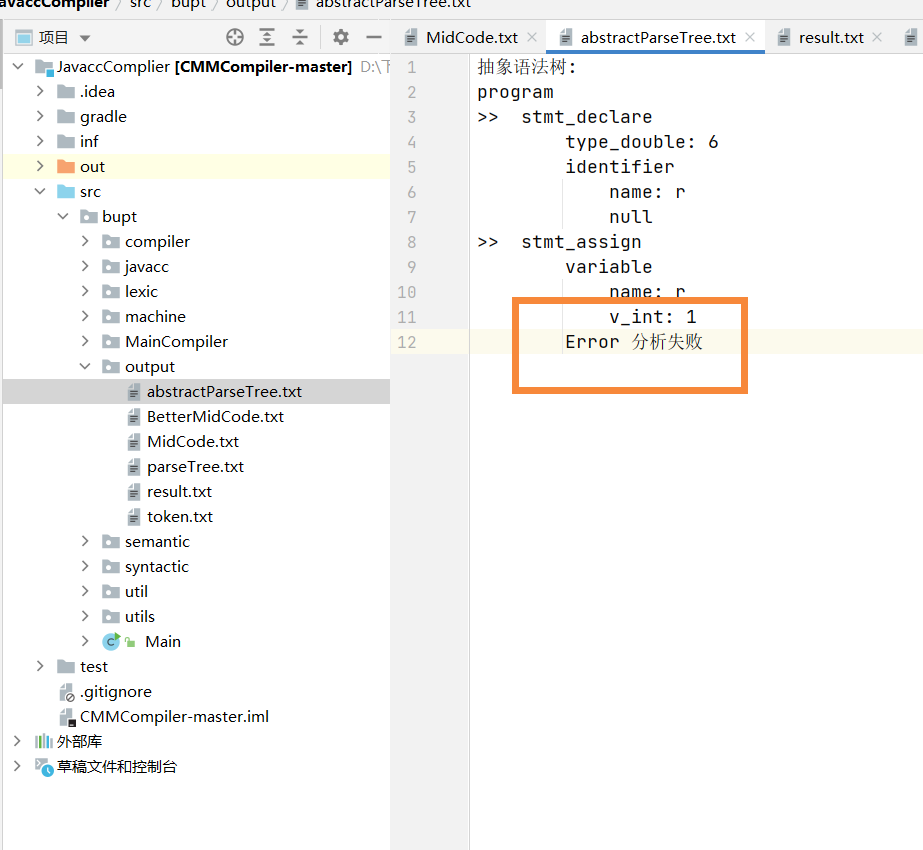 avaccCompiler / src / bupt / output / abstractParseTree.txt
项目
MidCode.txt
abstractParseTree.txt
result.txt
JavaccComplier [CMMCompiler-master] D:\下
.idea
gradle
inf
out
src
bupt
compiler
javacc
lexic
machine
MainCompiler
output
abstractParseTree.txt
BetterMidCode.txt
MidCode.txt
parseTree.txt
result.txt
token.txt
semantic
syntactic
util
utils
Main
test
.gitignore
CMMCompiler-master.iml
外部库
草稿文件和控制台
1 抽象语法树:
2 program
3 >> stmt_declare
4 type_double: 6
5 identifier
6 name: r
7 null
8 >> stmt_assign
9 variable
10 name: r
11 v_int: 1
12 Error 分析失败